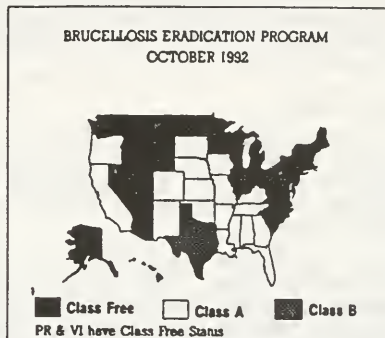 BRUCELLOSIS ERADICATION PROGRAM
OCTOBER 1992
Class Free Class A Class B
PR & VI have Class Free Status